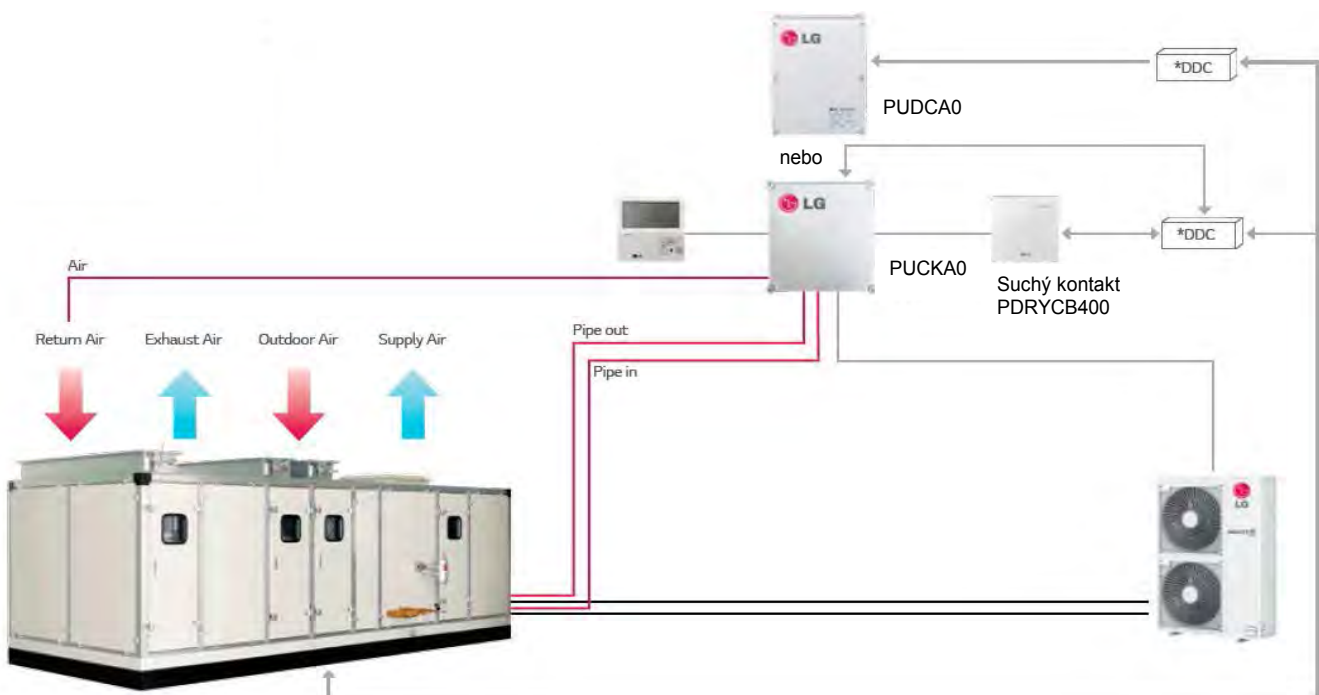 LG
*DDC
PUDCA0
nebo
LG
*DDC
PUCKA0
Suchý kontakt
PDRYCB400
Air
Return Air
Exhaust Air
Outdoor Air
Supply Air
Pipe out
Pipe in
LG